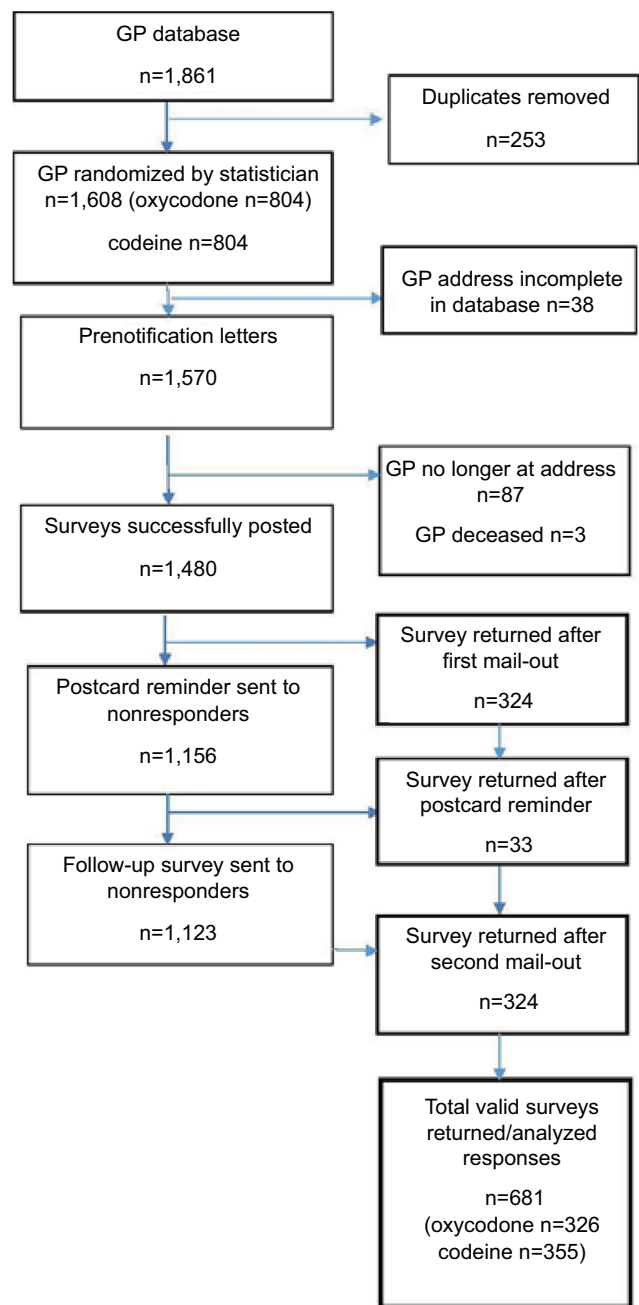 GP database
n=1,861
Duplicates removed
n=253
GP randomized by statistician
n=1,608 (oxycodone n=804)
codeine n=804
GP address incomplete
in database n=38
Prenotification letters
n=1,570
GP no longer at address
n=87
GP deceased n=3
Surveys successfully posted
n=1,480
Survey returned after
first mail-out
n=324
Postcard reminder sent to
nonresponders
n=1,156
Survey returned after
postcard reminder
n=33
Follow-up survey sent to
nonresponders
n=1,123
Survey returned after
second mail-out
n=324
Total valid surveys
returned/analyzed
responses
n=681
(oxycodone n=326
codeine n=355)